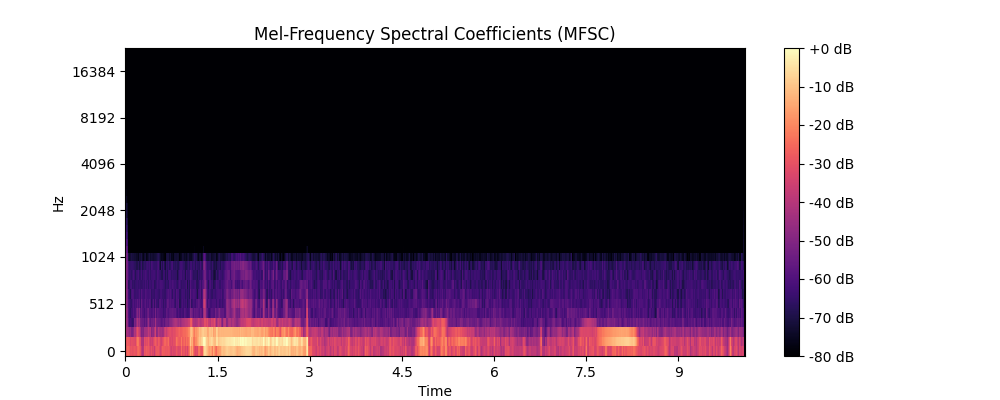 Mel-Frequency Spectral Coefficients (MFSC)
Hz
16384
8192
4096
2048
1024
512
0
0 1.5 3 4.5 6 7.5 9
Time
+0 dB
-10 dB
-20 dB
-30 dB
-40 dB
-50 dB
-60 dB
-70 dB
-80 dB